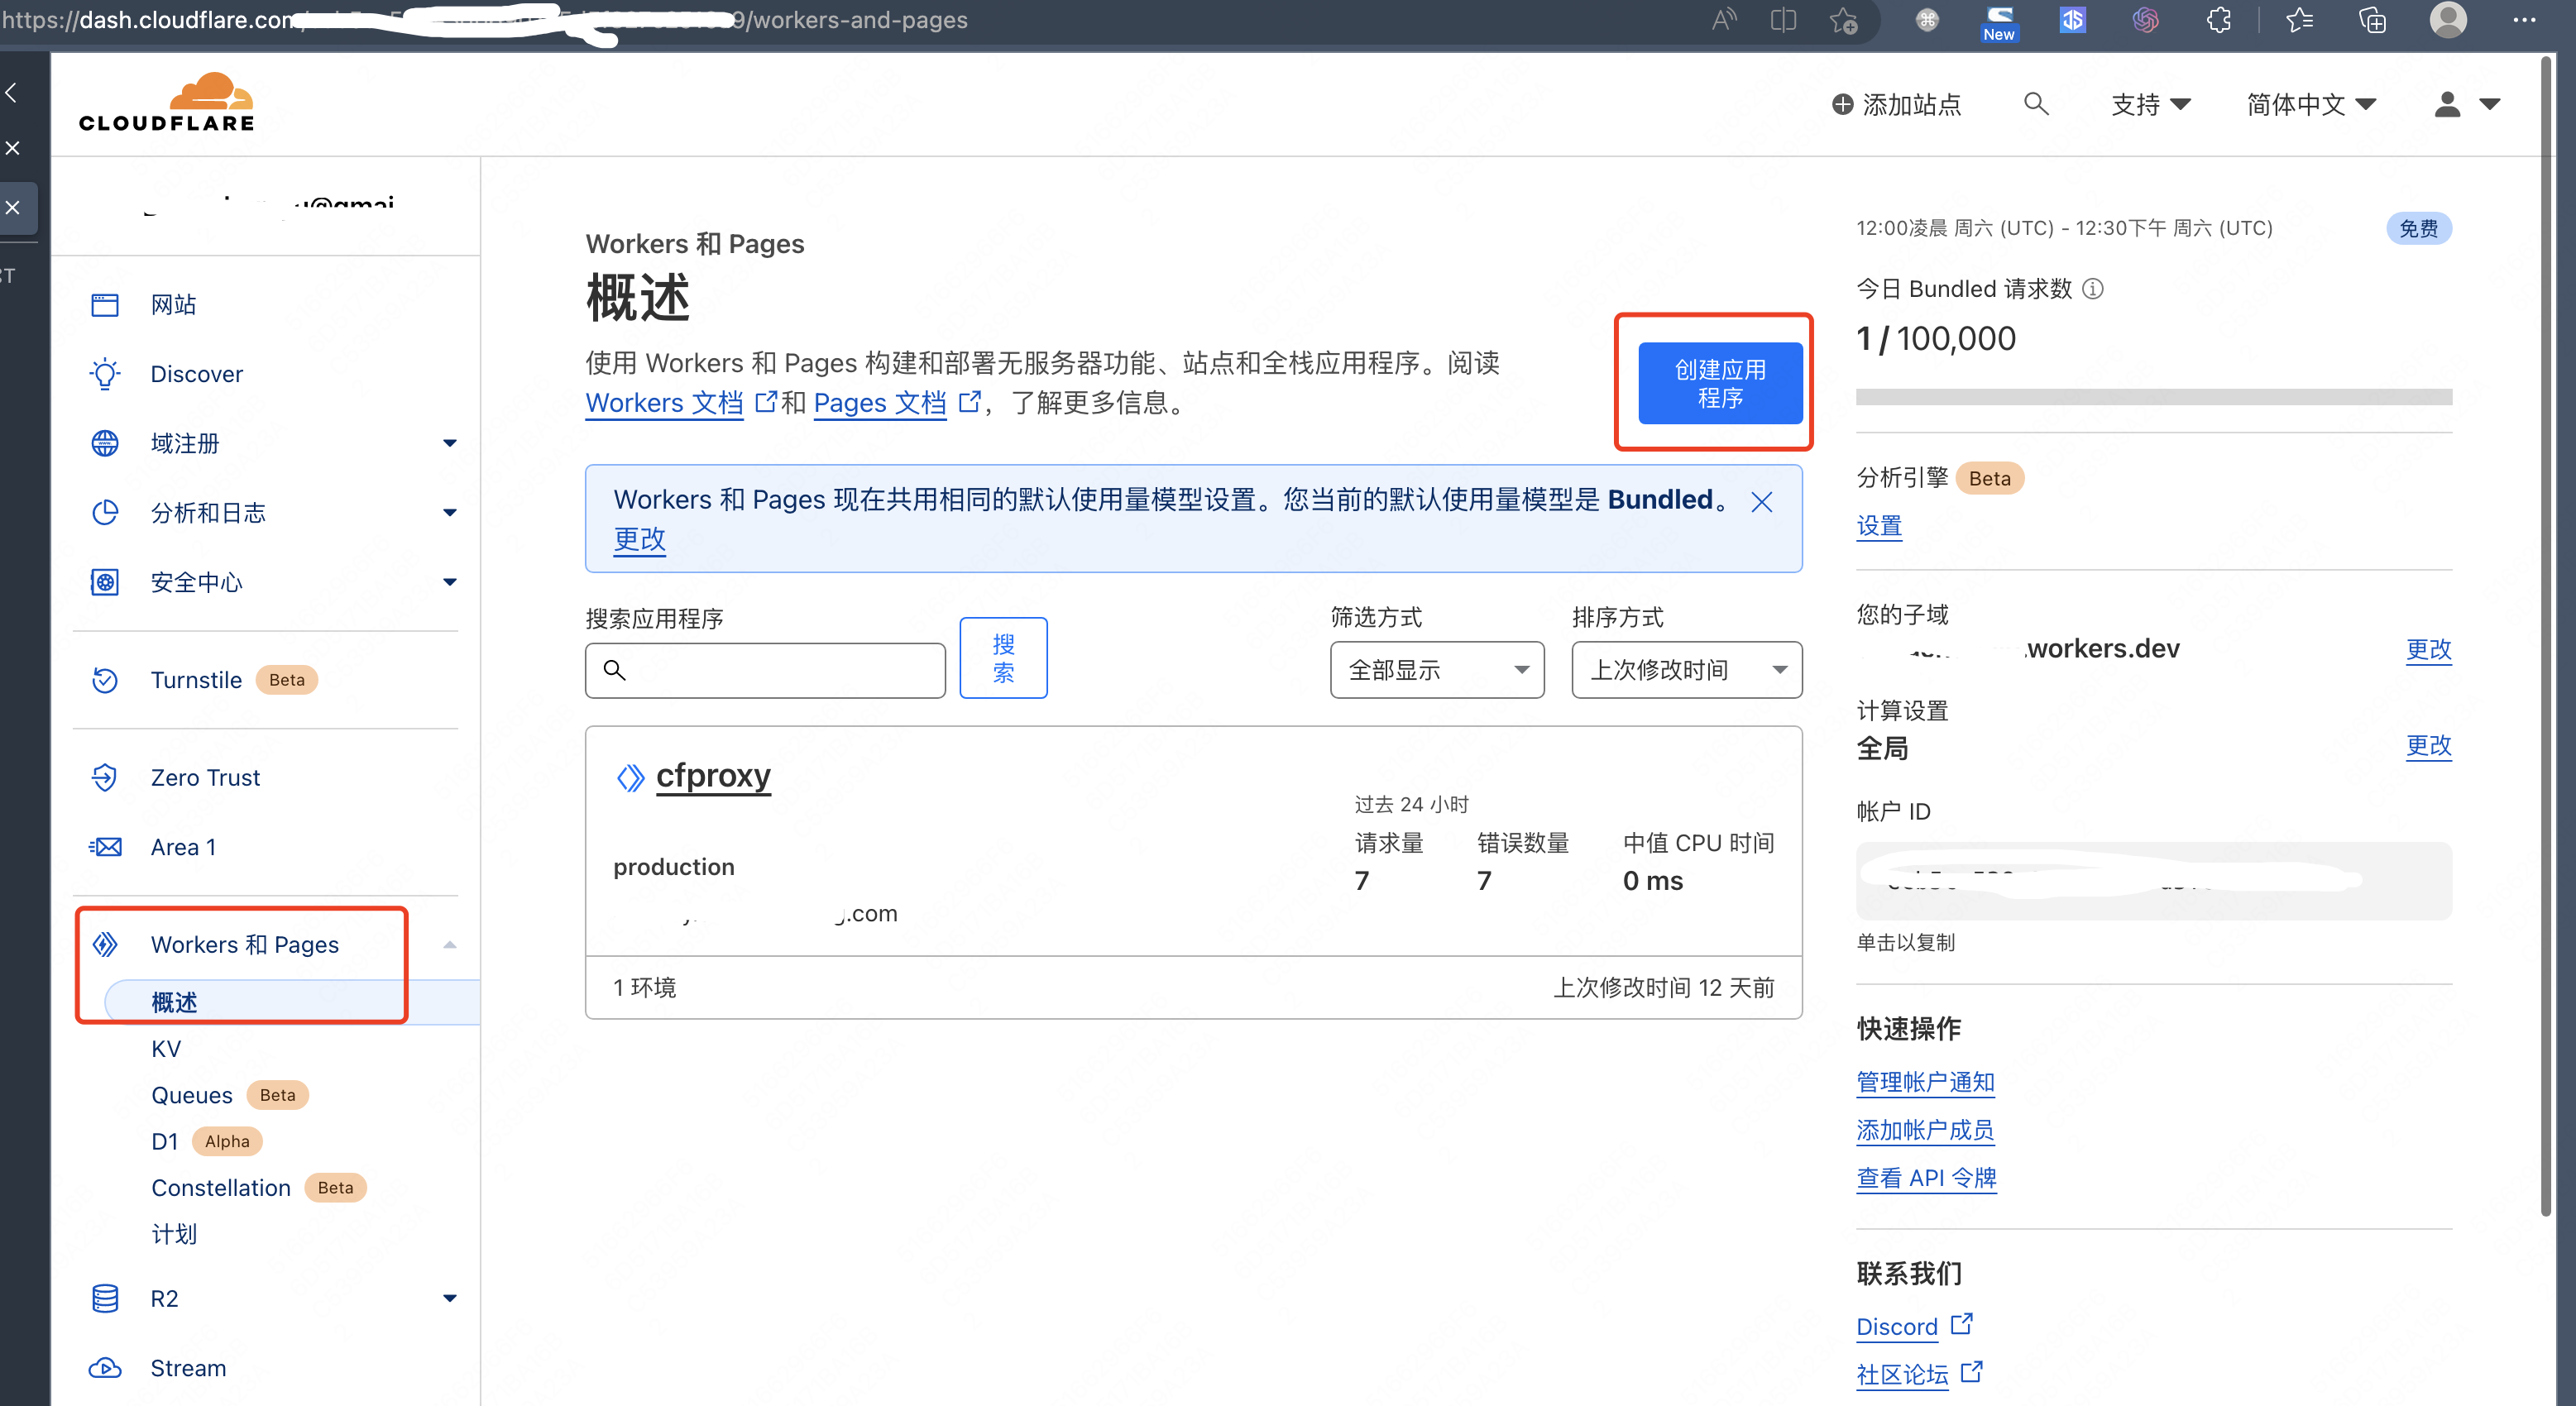 https://dash.cloudflare.com/
9/workers-and-pages
New
CLOUDFLARE
添加站点
支持
简体中文
@gmai
网站
Discover
域注册
分析和日志
安全中心
Turnstile Beta
Zero Trust
Area 1
Workers 和 Pages
概述
KV
Queues Beta
D1 Alpha
Constellation Beta
计划
R2
Stream
Workers 和 Pages
概述
使用 Workers 和 Pages 构建和部署无服务器功能、站点和全栈应用程序。阅读
Workers 文档 和 Pages 文档 ，了解更多信息。
创建应用
程序
Workers 和 Pages 现在共用相同的默认使用量模型设置。您当前的默认使用量模型是 Bundled。
更改
搜索应用程序
搜
索
筛选方式
全部显示
排序方式
上次修改时间
cfproxy
production
.com
过去 24 小时
请求量 错误数量 中值 CPU 时间
7 7 0 ms
1 环境
上次修改时间 12 天前
12:00凌晨 周六 (UTC) - 12:30下午 周六 (UTC)
免费
今日 Bundled 请求数
1 / 100,000
分析引擎 Beta
设置
您的子域
.workers.dev
更改
计算设置
全局
更改
帐户 ID
单击以复制
快速操作
管理帐户通知
添加帐户成员
查看 API 令牌
联系我们
Discord
社区论坛